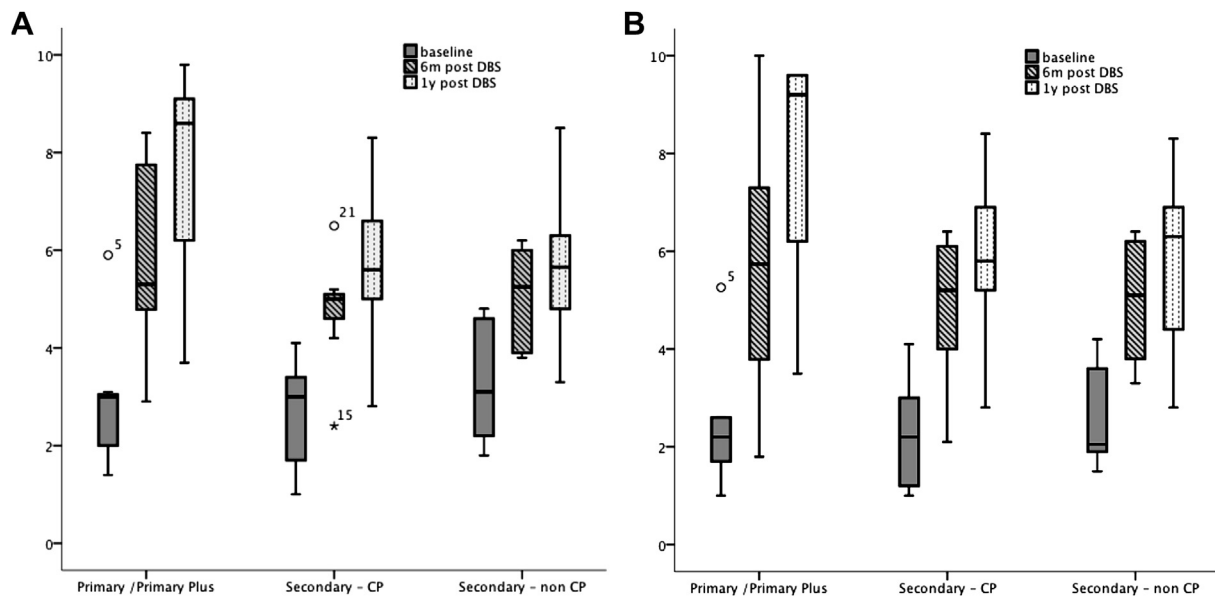 A
baseline
6m post DBS
1y post DBS
10
8
6
4
2
0
5
21
15
Primary /Primary Plus
Secondary – CP
Secondary – non CP
B
baseline
6m post DBS
1y post DBS
10
8
6
4
2
0
5
Primary /Primary Plus
Secondary – CP
Secondary – non CP